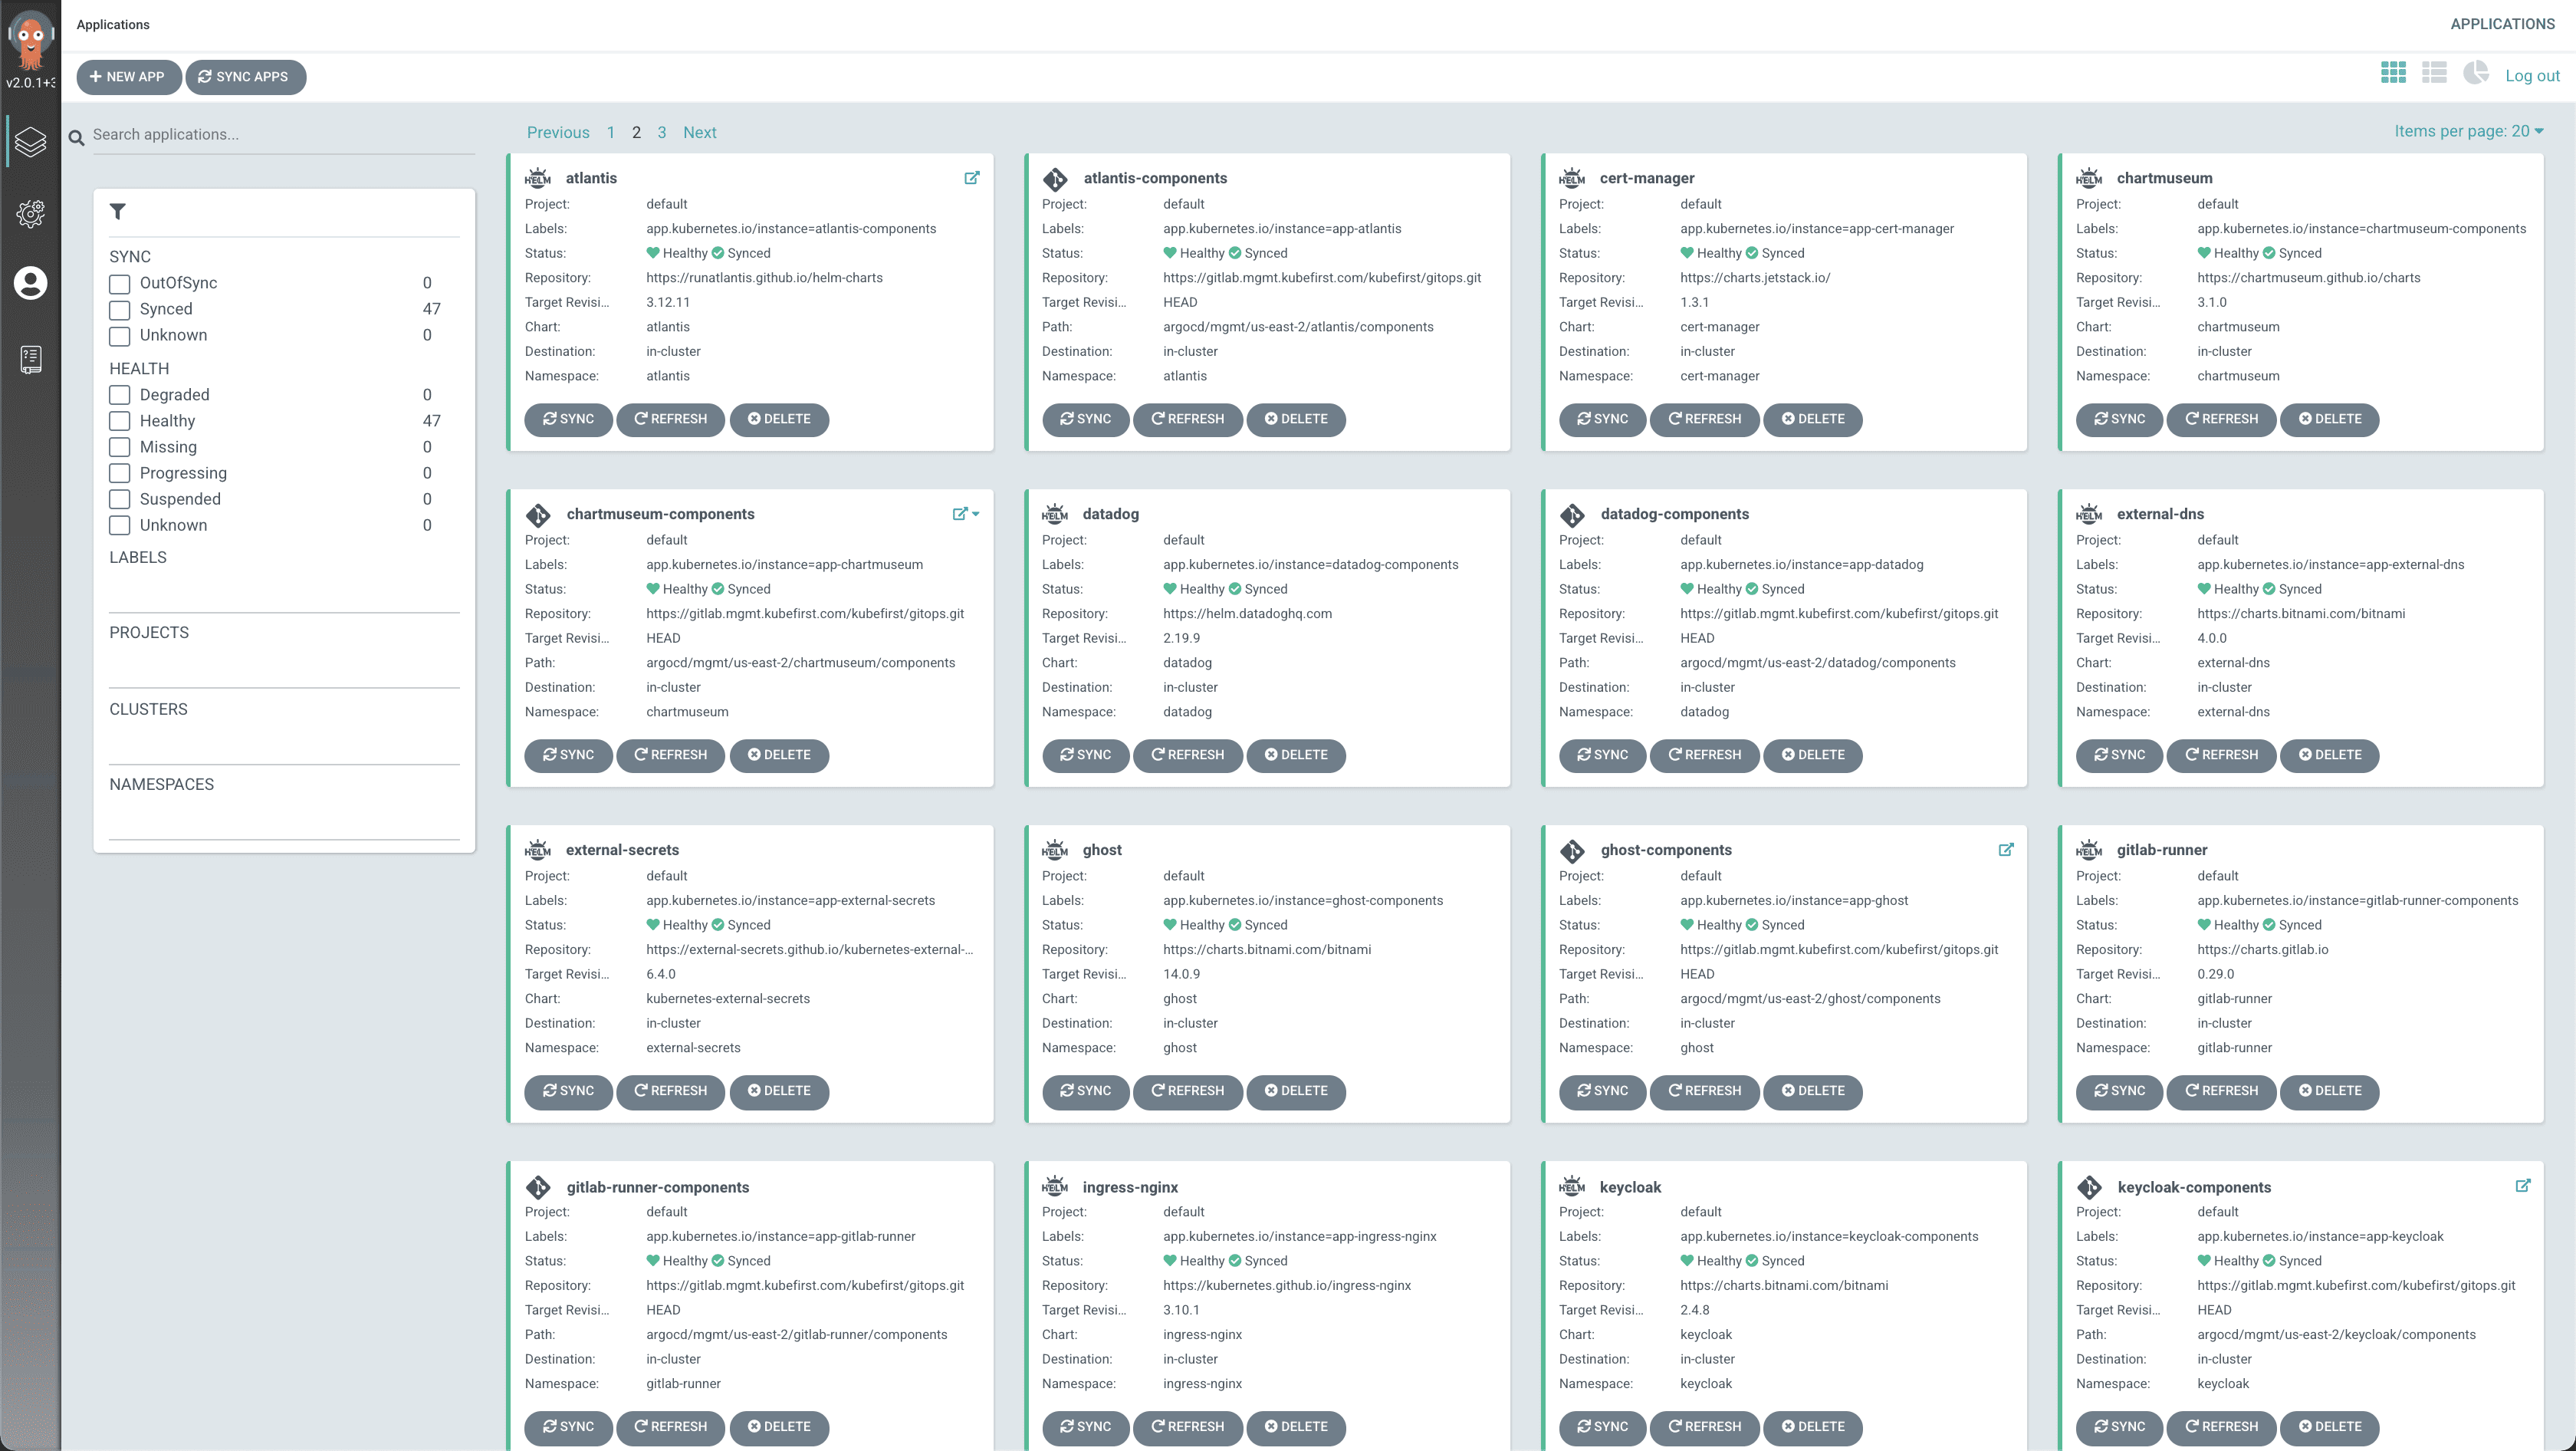 Applications
APPLICATIONS
v2.0.1+
NEW APP
SYNC APPS
Log out
Search applications...
SYNC
OutOfSync 0
Synced 47
Unknown 0
HEALTH
Degraded 0
Healthy 47
Missing 0
Progressing 0
Suspended 0
Unknown 0
LABELS
PROJECTS
CLUSTERS
NAMESPACES
Previous 1 2 3 Next
Items per page: 20
HELM atlantis
Project: default
Labels: app.kubernetes.io/instance=atlantis-components
Status: Healthy Synced
Repository: https://runatlantis.github.io/helm-charts
Target Revisi... 3.12.11
Chart: atlantis
Destination: in-cluster
Namespace: atlantis
SYNC REFRESH DELETE
atlantis-components
Project: default
Labels: app.kubernetes.io/instance=app-atlantis
Status: Healthy Synced
Repository: https://gitlab.mgmt.kubefirst.com/kubefirst/gitops.git
Target Revisi... HEAD
Path: argocd/mgmt/us-east-2/atlantis/components
Destination: in-cluster
Namespace: atlantis
SYNC REFRESH DELETE
HELM cert-manager
Project: default
Labels: app.kubernetes.io/instance=app-cert-manager
Status: Healthy Synced
Repository: https://charts.jetstack.io/
Target Revisi... 1.3.1
Chart: cert-manager
Destination: in-cluster
Namespace: cert-manager
SYNC REFRESH DELETE
HELM chartmuseum
Project: default
Labels: app.kubernetes.io/instance=chartmuseum-components
Status: Healthy Synced
Repository: https://chartmuseum.github.io/charts
Target Revisi... 3.1.0
Chart: chartmuseum
Destination: in-cluster
Namespace: chartmuseum
SYNC REFRESH DELETE
chartmuseum-components
Project: default
Labels: app.kubernetes.io/instance=app-chartmuseum
Status: Healthy Synced
Repository: https://gitlab.mgmt.kubefirst.com/kubefirst/gitops.git
Target Revisi... HEAD
Path: argocd/mgmt/us-east-2/chartmuseum/components
Destination: in-cluster
Namespace: chartmuseum
SYNC REFRESH DELETE
HELM datadog
Project: default
Labels: app.kubernetes.io/instance=datadog-components
Status: Healthy Synced
Repository: https://helm.datadoghq.com
Target Revisi... 2.19.9
Chart: datadog
Destination: in-cluster
Namespace: datadog
SYNC REFRESH DELETE
datadog-components
Project: default
Labels: app.kubernetes.io/instance=app-datadog
Status: Healthy Synced
Repository: https://gitlab.mgmt.kubefirst.com/kubefirst/gitops.git
Target Revisi... HEAD
Path: argocd/mgmt/us-east-2/datadog/components
Destination: in-cluster
Namespace: datadog
SYNC REFRESH DELETE
HELM external-dns
Project: default
Labels: app.kubernetes.io/instance=app-external-dns
Status: Healthy Synced
Repository: https://charts.bitnami.com/bitnami
Target Revisi... 4.0.0
Chart: external-dns
Destination: in-cluster
Namespace: external-dns
SYNC REFRESH DELETE
HELM external-secrets
Project: default
Labels: app.kubernetes.io/instance=app-external-secrets
Status: Healthy Synced
Repository: https://external-secrets.github.io/kubernetes-external-...
Target Revisi... 6.4.0
Chart: kubernetes-external-secrets
Destination: in-cluster
Namespace: external-secrets
SYNC REFRESH DELETE
HELM ghost
Project: default
Labels: app.kubernetes.io/instance=ghost-components
Status: Healthy Synced
Repository: https://charts.bitnami.com/bitnami
Target Revisi... 14.0.9
Chart: ghost
Destination: in-cluster
Namespace: ghost
SYNC REFRESH DELETE
ghost-components
Project: default
Labels: app.kubernetes.io/instance=app-ghost
Status: Healthy Synced
Repository: https://gitlab.mgmt.kubefirst.com/kubefirst/gitops.git
Target Revisi... HEAD
Path: argocd/mgmt/us-east-2/ghost/components
Destination: in-cluster
Namespace: ghost
SYNC REFRESH DELETE
HELM gitlab-runner
Project: default
Labels: app.kubernetes.io/instance=gitlab-runner-components
Status: Healthy Synced
Repository: https://charts.gitlab.io
Target Revisi... 0.29.0
Chart: gitlab-runner
Destination: in-cluster
Namespace: gitlab-runner
SYNC REFRESH DELETE
gitlab-runner-components
Project: default
Labels: app.kubernetes.io/instance=app-gitlab-runner
Status: Healthy Synced
Repository: https://gitlab.mgmt.kubefirst.com/kubefirst/gitops.git
Target Revisi... HEAD
Path: argocd/mgmt/us-east-2/gitlab-runner/components
Destination: in-cluster
Namespace: gitlab-runner
SYNC REFRESH DELETE
HELM ingress-nginx
Project: default
Labels: app.kubernetes.io/instance=app-ingress-nginx
Status: Healthy Synced
Repository: https://kubernetes.github.io/ingress-nginx
Target Revisi... 3.10.1
Chart: ingress-nginx
Destination: in-cluster
Namespace: ingress-nginx
SYNC REFRESH DELETE
HELM keycloak
Project: default
Labels: app.kubernetes.io/instance=keycloak-components
Status: Healthy Synced
Repository: https://charts.bitnami.com/bitnami
Target Revisi... 2.4.8
Chart: keycloak
Destination: in-cluster
Namespace: keycloak
SYNC REFRESH DELETE
keycloak-components
Project: default
Labels: app.kubernetes.io/instance=app-keycloak
Status: Healthy Synced
Repository: https://gitlab.mgmt.kubefirst.com/kubefirst/gitops.git
Target Revisi... HEAD
Path: argocd/mgmt/us-east-2/keycloak/components
Destination: in-cluster
Namespace: keycloak
SYNC REFRESH DELETE